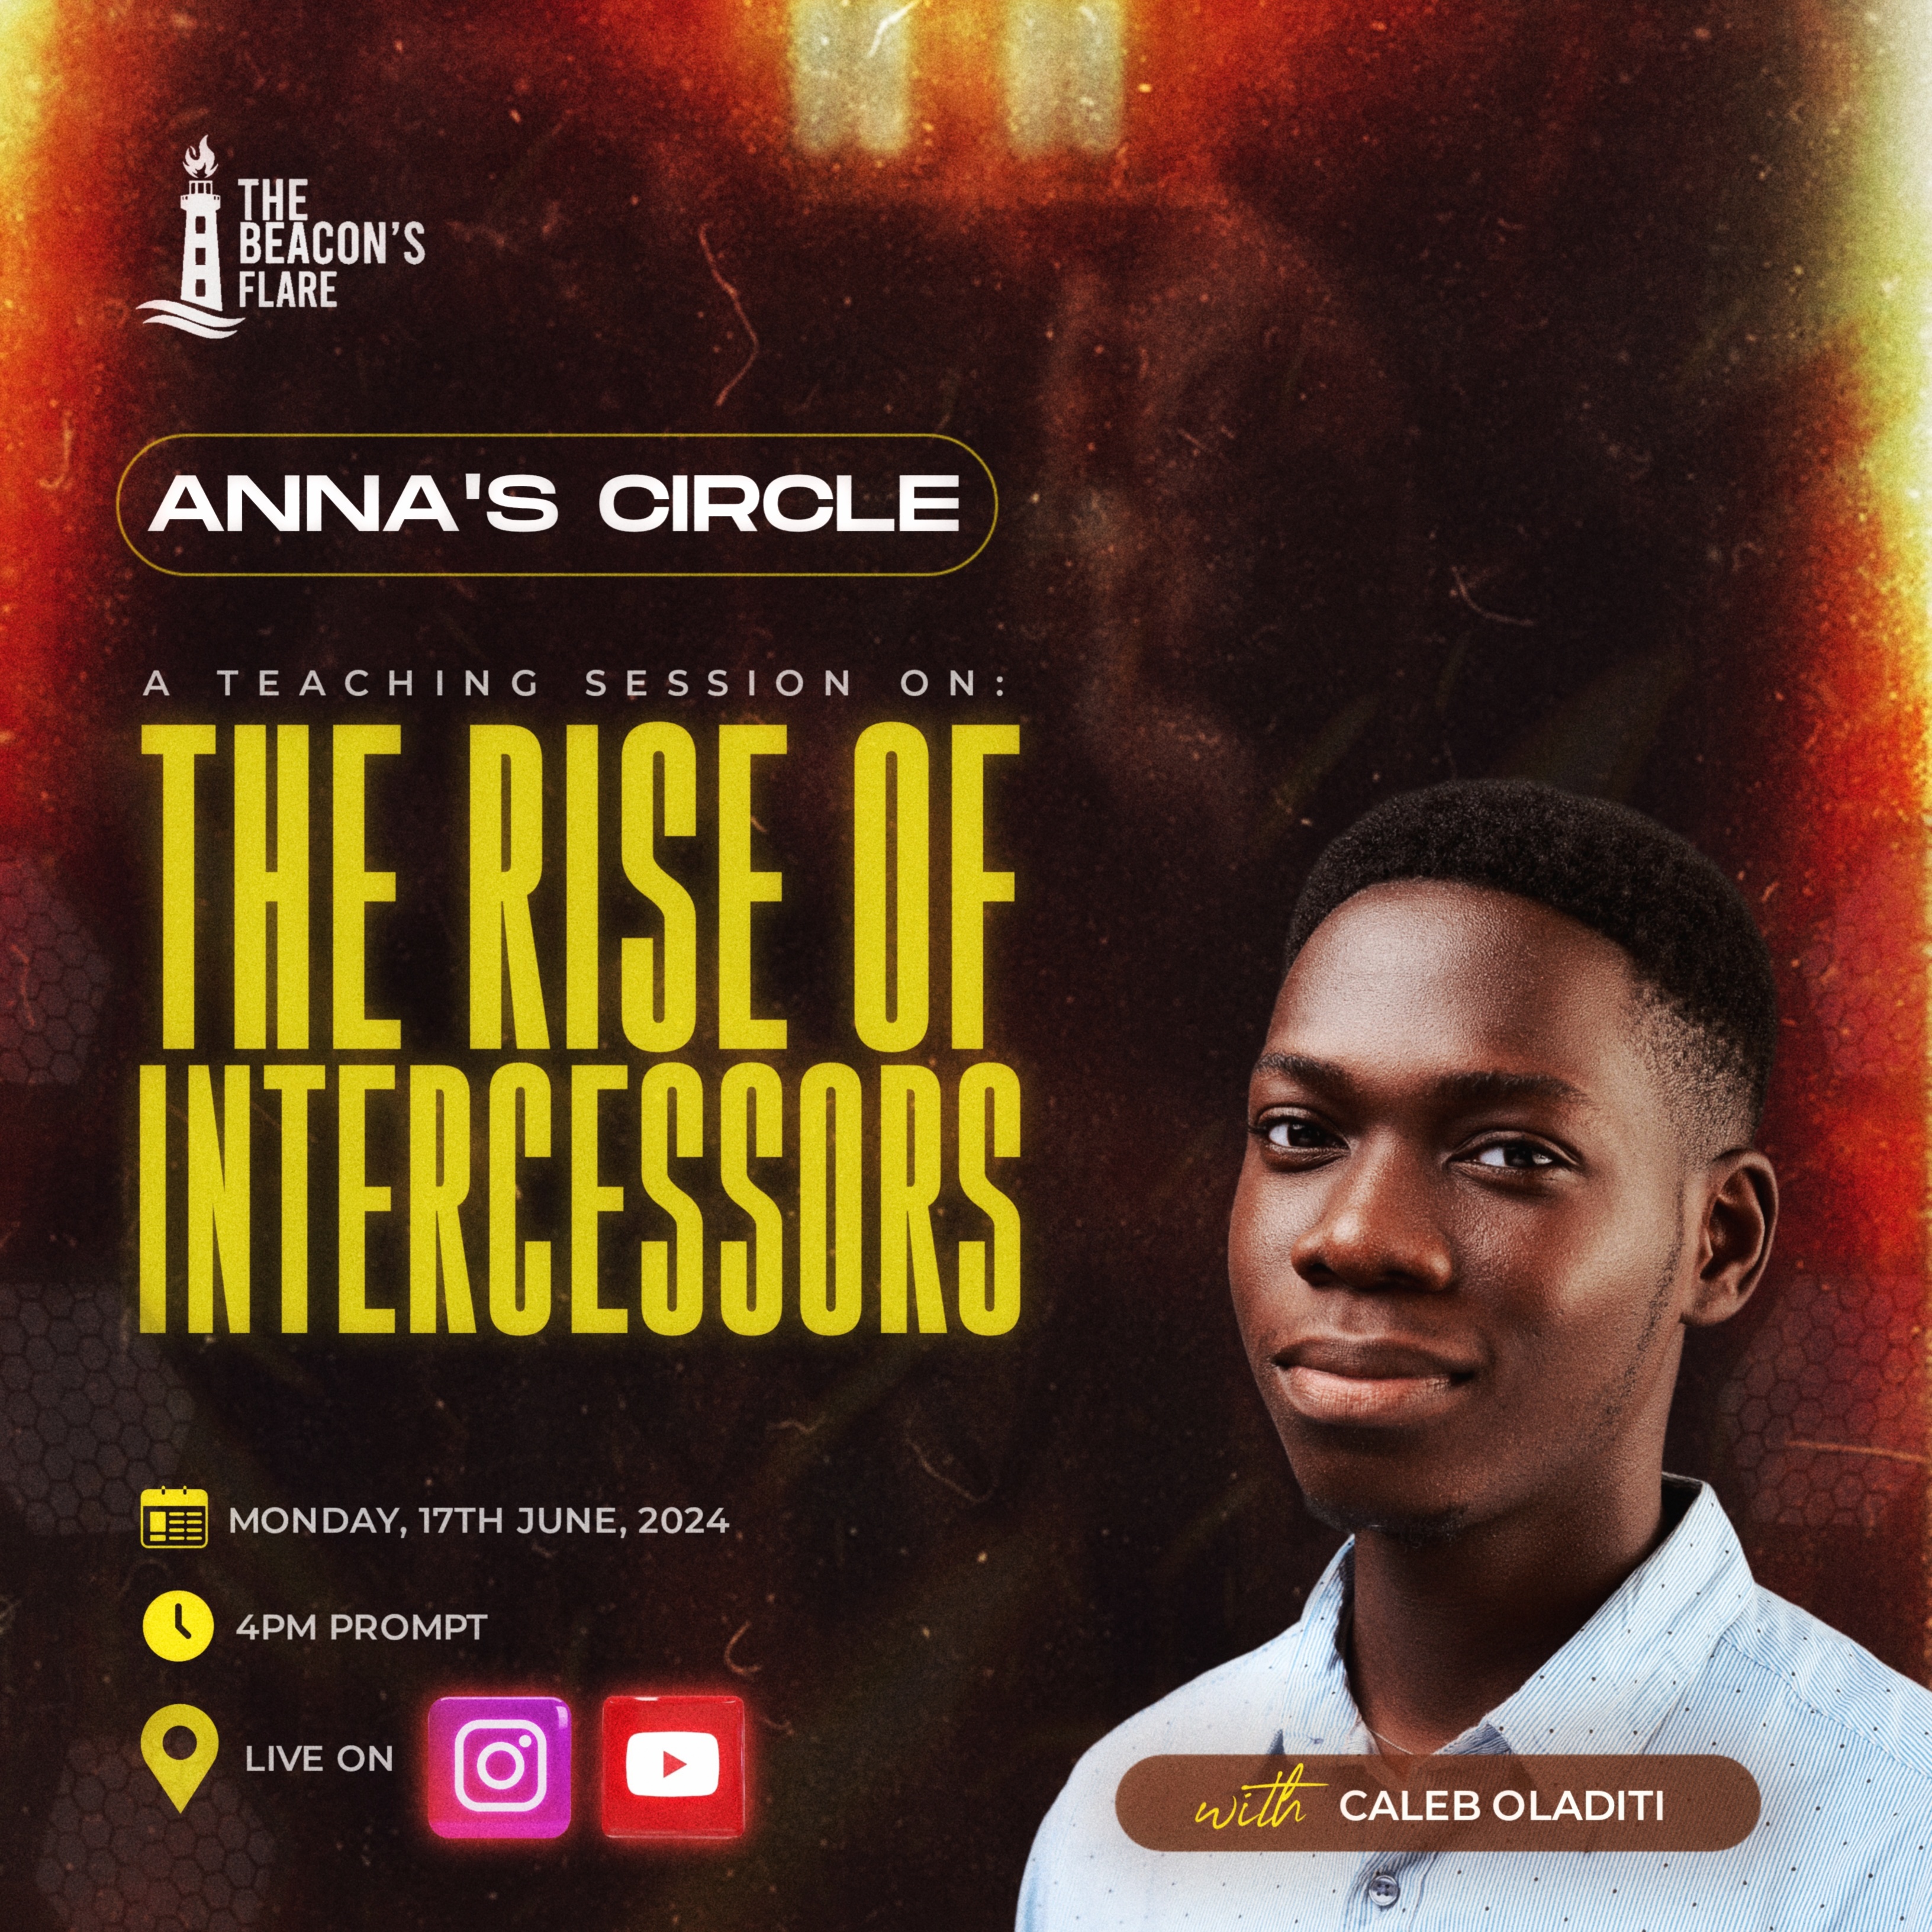 THE
BEACON'S
FLARE
ANNA'S CIRCLE
A TEACHING SESSION ON:
THE RISE OF
INTERCESSORS
MONDAY, 17TH JUNE, 2024
4PM PROMPT
LIVE ON
with CALEB OLADITI